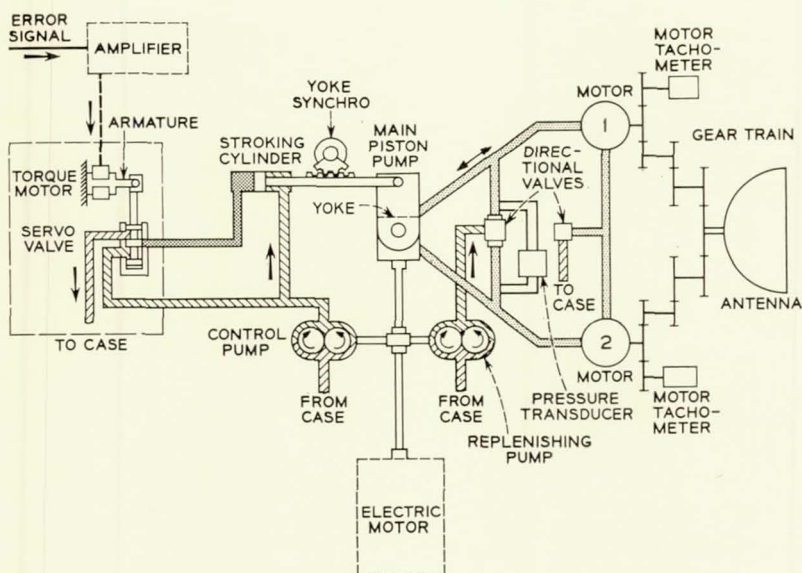 ERROR
SIGNAL
AMPLIFIER
ARMATURE
TORQUE
MOTOR
SERVO
VALVE
TO CASE
STROKING
CYLINDER
YOKE
SYNCHRO
MAIN
PISTON
PUMP
YOKE
CONTROL
PUMP
FROM
CASE
FROM
CASE
REPLENISHING
PUMP
ELECTRIC
MOTOR
DIREC-
TIONAL
VALVES
TO
CASE
PRESSURE
TRANSDUCER
MOTOR
1
2
MOTOR
MOTOR
TACHO-
METER
GEAR TRAIN
ANTENNA
MOTOR
TACHO-
METER